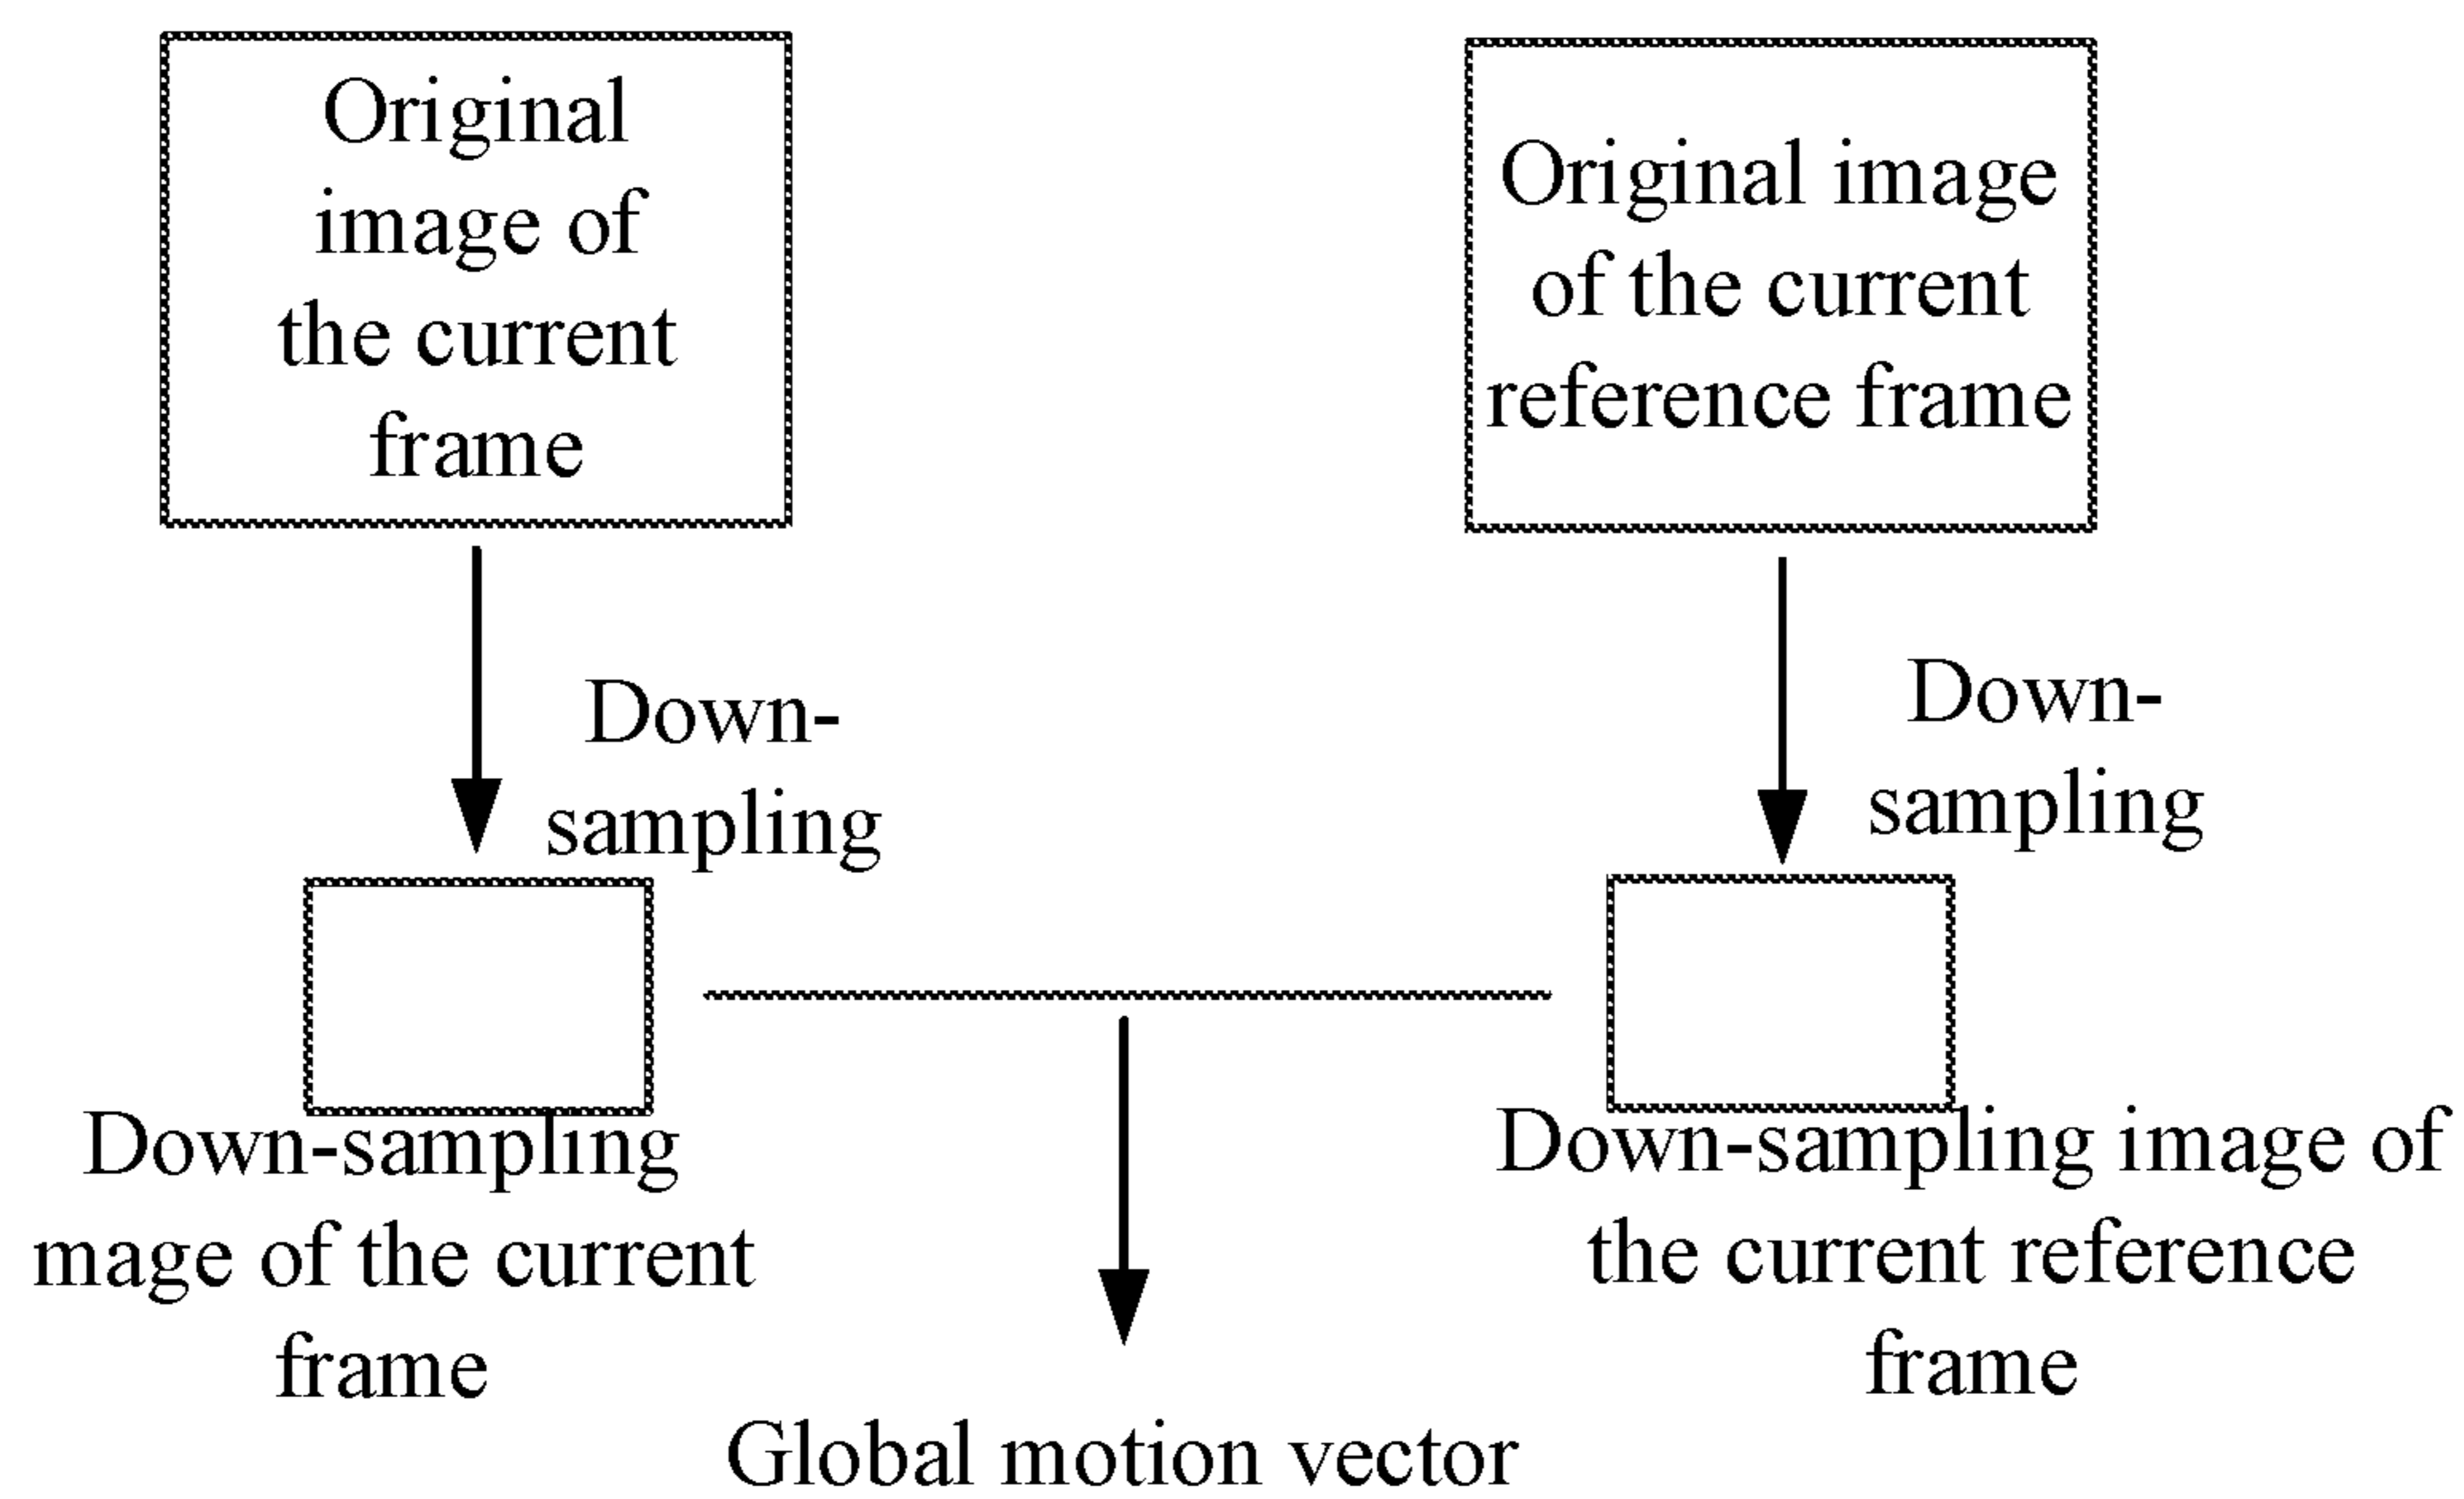 Original
image of
the current
frame
Original image
of the current
reference frame
Down-
sampling
Down-
sampling
Down-sampling
mage of the current
frame
Down-sampling image of
the current reference
frame
Global motion vector